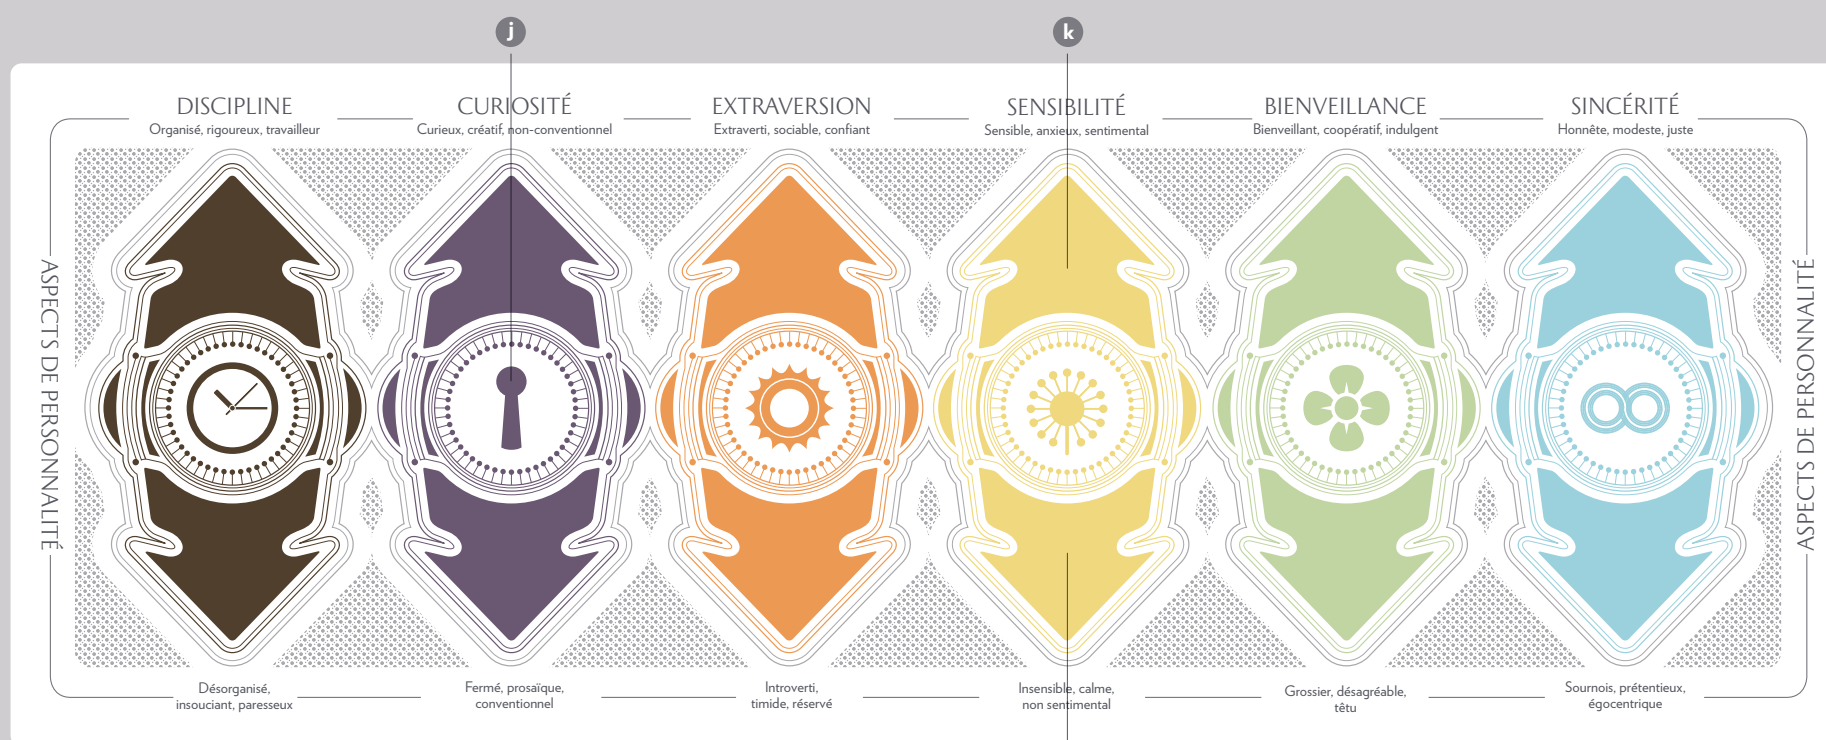 j
k
DISCIPLINE
Organisé, rigoureux, travailleur
CURIOSITÉ
Curieux, créatif, non-conventionnel
EXTRAVERSION
Extraverti, sociable, confiant
SENSIBILITÉ
Sensible, anxieux, sentimental
BIENVEILLANCE
Bienveillant, coopératif, indulgent
SINCÉRITÉ
Honnête, modeste, juste
ASPECTS DE PERSONNALITÉ
ASPECTS DE PERSONNALITÉ
Désorganisé,
insouciant, paresseux
Fermé, prosaïque,
conventionnel
Introverti,
timide, réservé
Insensible, calme,
non sentimental
Grossier, désagréable,
têtu
Sournois, prétentieux,
égocentrique